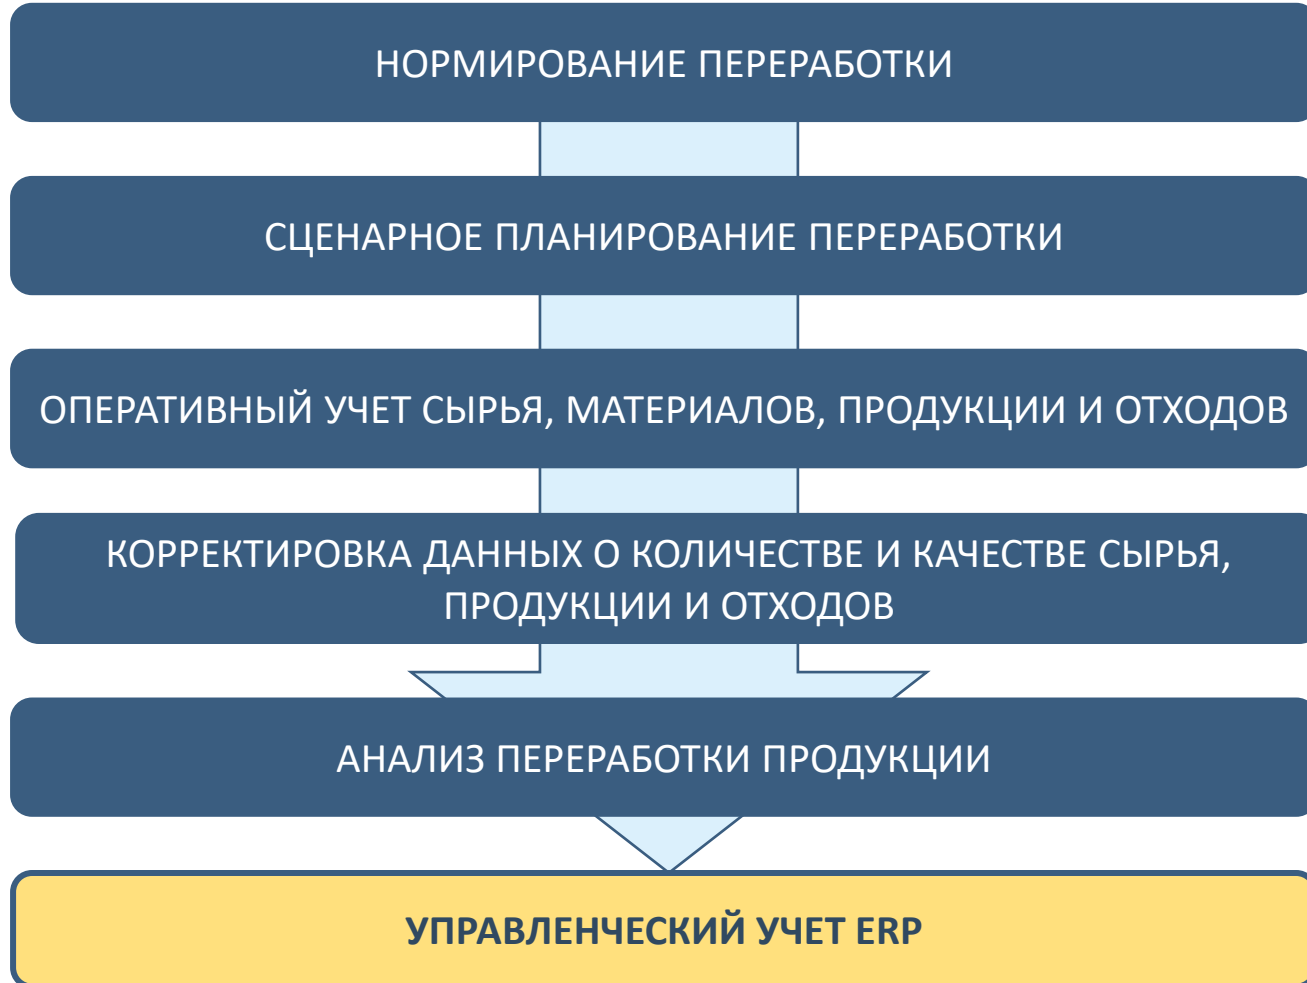 НОРМИРОВАНИЕ ПЕРЕРАБОТКИ
СЦЕНАРНОЕ ПЛАНИРОВАНИЕ ПЕРЕРАБОТКИ
ОПЕРАТИВНЫЙ УЧЕТ СЫРЬЯ, МАТЕРИАЛОВ, ПРОДУКЦИИ И ОТХОДОВ
КОРРЕКТИРОВКА ДАННЫХ О КОЛИЧЕСТВЕ И КАЧЕСТВЕ СЫРЬЯ,
ПРОДУКЦИИ И ОТХОДОВ
АНАЛИЗ ПЕРЕРАБОТКИ ПРОДУКЦИИ
УПРАВЛЕНЧЕСКИЙ УЧЕТ ERP